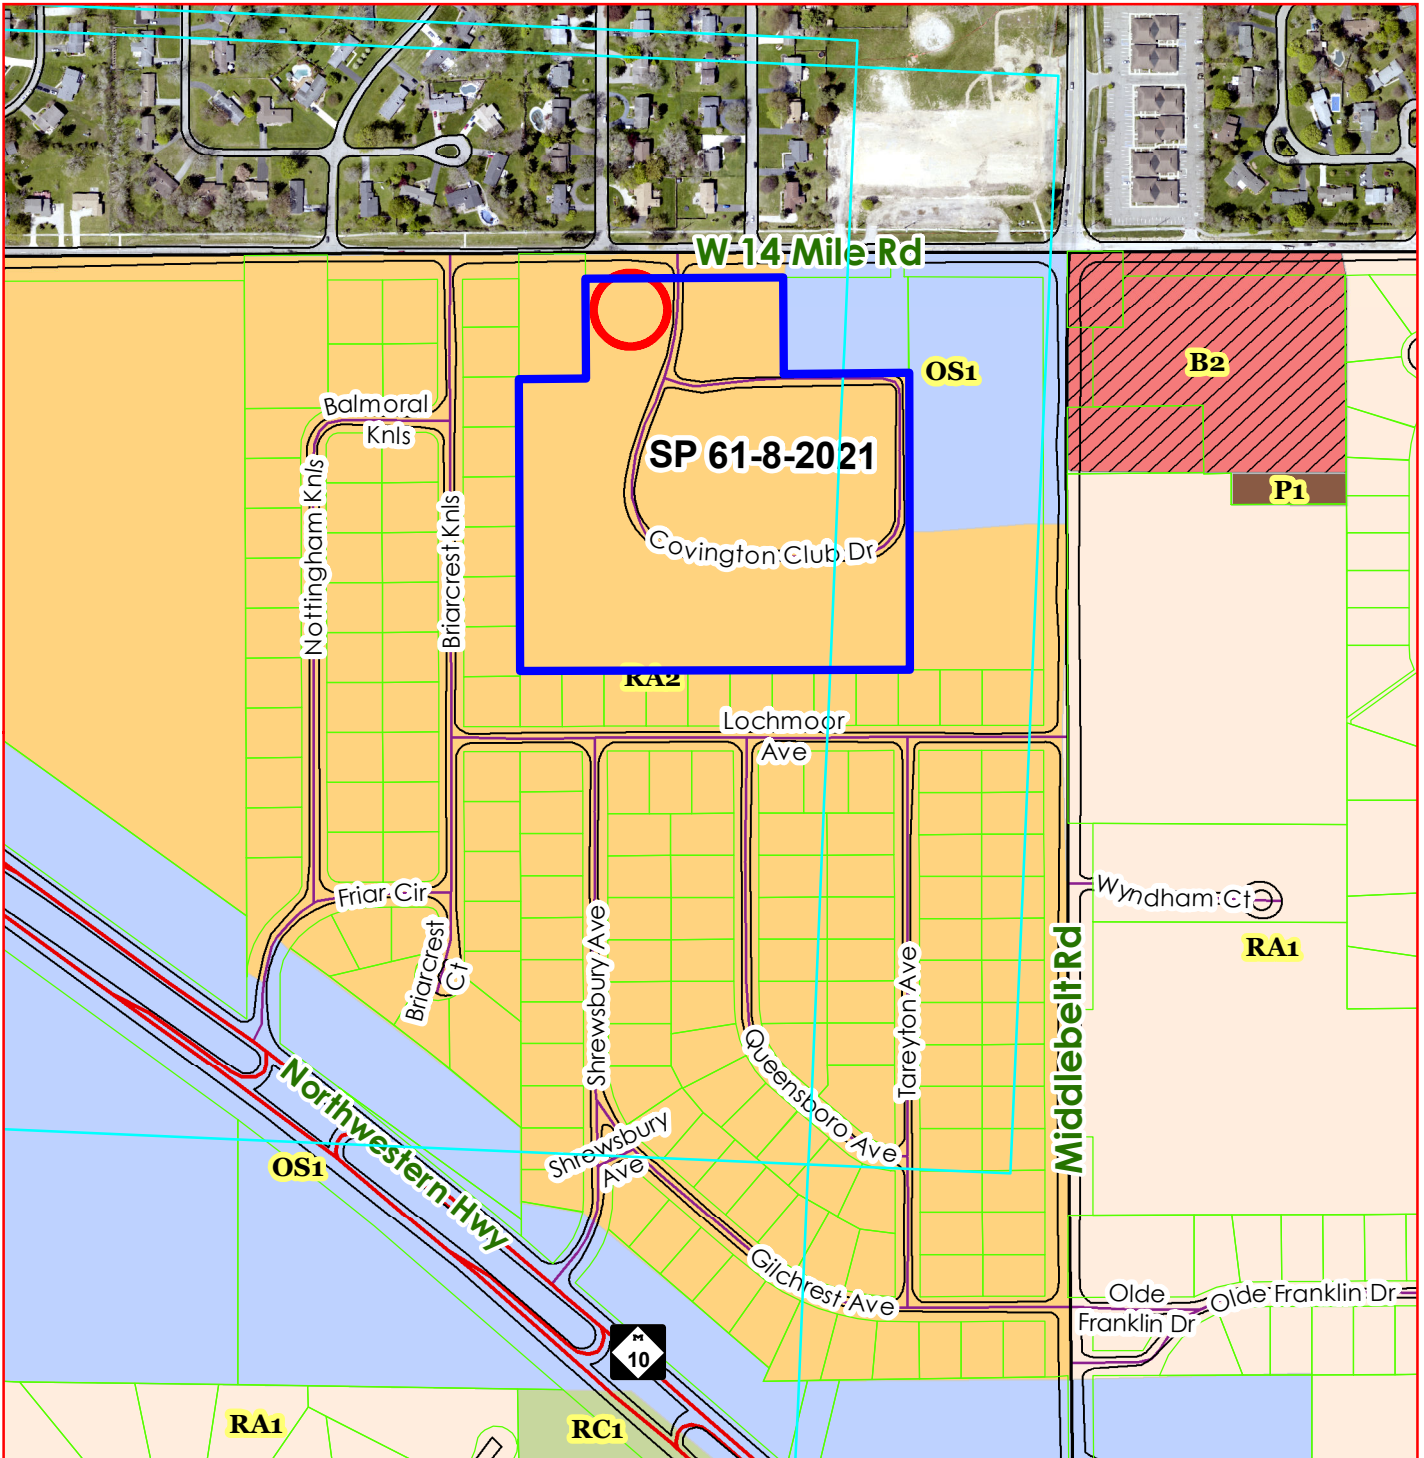 W 14 Mile Rd
B2
OS1
Balmoral
Knls
SP 61-8-2021
Nottingham Knls
Briarcrest Knls
P1
Covington Club Dr
RA2
Lochmoor
Ave
Friar Cir
Wyndham Ct
Briarcrest
Ct
Shrewsbury Ave
Tareyton Ave
Middlebelt Rd
RA1
Queensboro Ave
Northwestern Hwy
Shrewsbury
Ave
OS1
Gilchrest Ave
Olde
Franklin Dr
Olde Franklin Dr
M
10
RA1
RC1